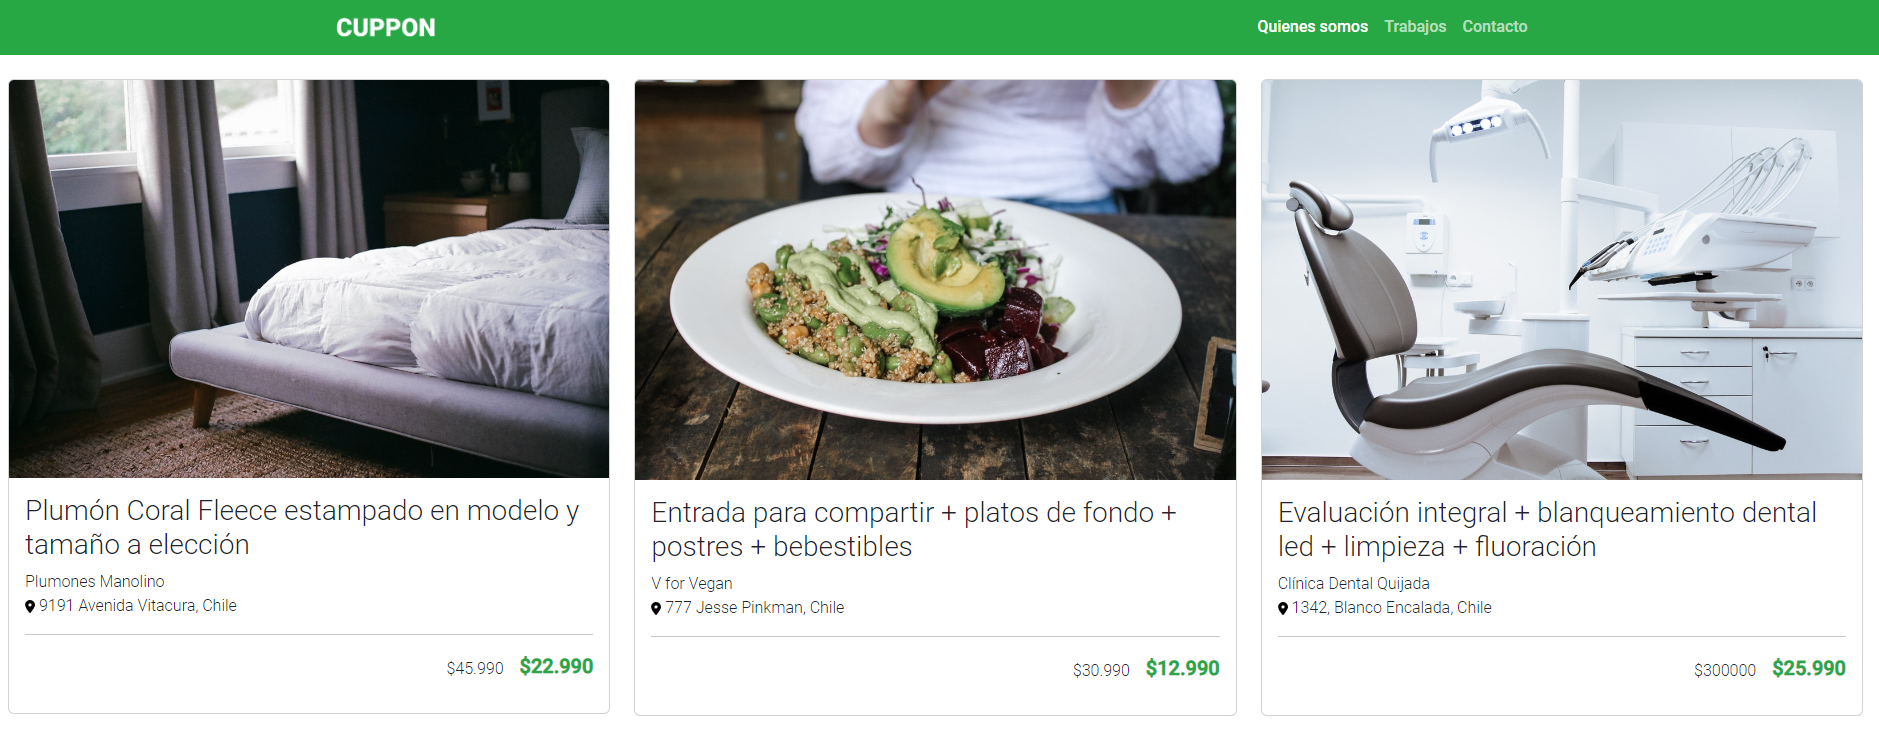 CUPPON
Quienes somos Trabajos Contacto
Plumón Coral Fleece estampado en modelo y
tamaño a elección
Plumones Manolino
9191 Avenida Vitacura, Chile
$45.990 $22.990
Entrada para compartir + platos de fondo +
postres + bebestibles
V for Vegan
777 Jesse Pinkman, Chile
$30.990 $12.990
Evaluación integral + blanqueamiento dental
led + limpieza + fluoración
Clínica Dental Quijada
1342, Blanco Encalada, Chile
$300000 $25.990